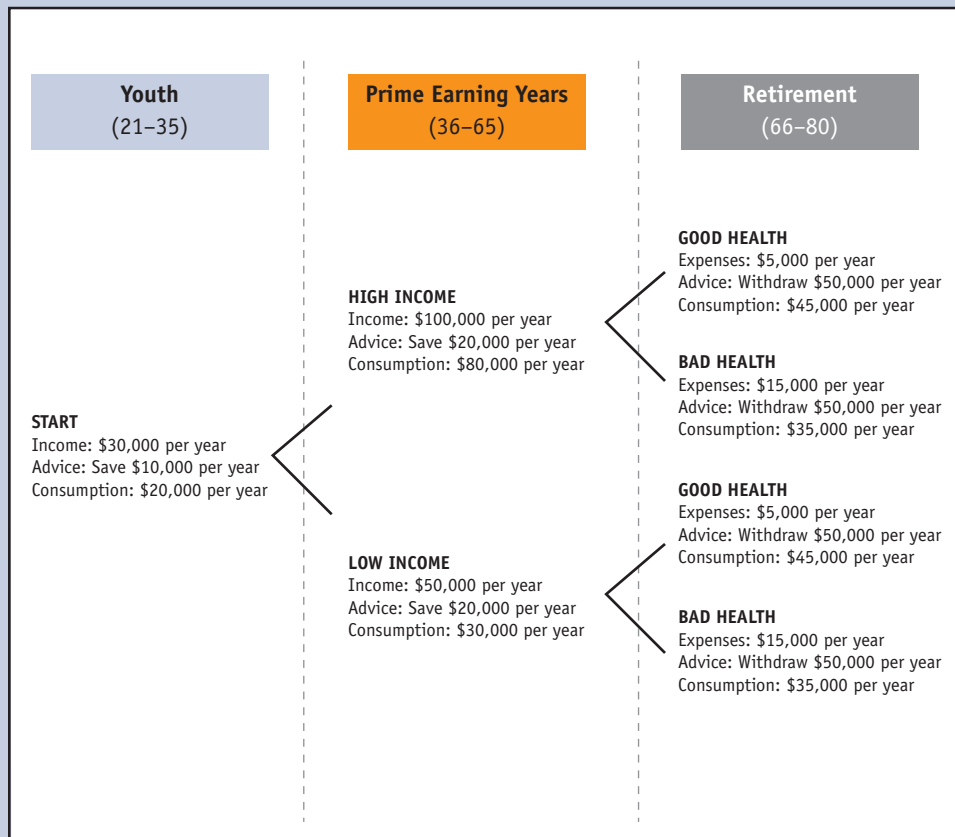 Youth
(21–35)
Prime Earning Years
(36–65)
Retirement
(66–80)
START
Income: $30,000 per year
Advice: Save $10,000 per year
Consumption: $20,000 per year
HIGH INCOME
Income: $100,000 per year
Advice: Save $20,000 per year
Consumption: $80,000 per year
LOW INCOME
Income: $50,000 per year
Advice: Save $20,000 per year
Consumption: $30,000 per year
GOOD HEALTH
Expenses: $5,000 per year
Advice: Withdraw $50,000 per year
Consumption: $45,000 per year
BAD HEALTH
Expenses: $15,000 per year
Advice: Withdraw $50,000 per year
Consumption: $35,000 per year
GOOD HEALTH
Expenses: $5,000 per year
Advice: Withdraw $50,000 per year
Consumption: $45,000 per year
BAD HEALTH
Expenses: $15,000 per year
Advice: Withdraw $50,000 per year
Consumption: $35,000 per year